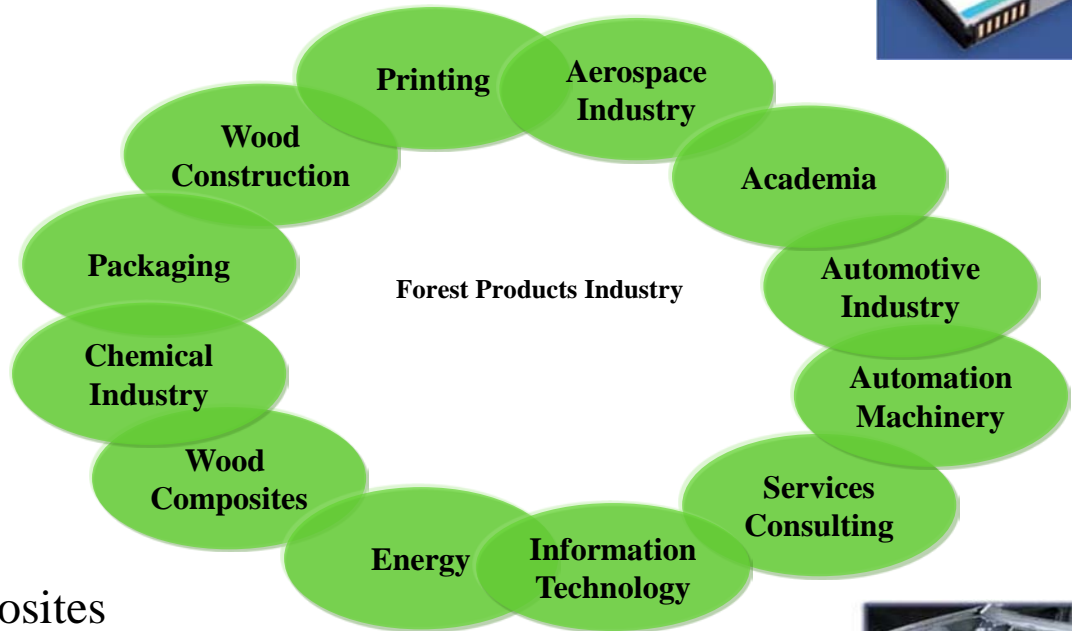 Printing
Aerospace
Industry
Wood
Construction
Academia
Packaging
Forest Products Industry
Automotive
Industry
Chemical
Industry
Automation
Machinery
Wood
Composites
Services
Consulting
Energy
Information
Technology
osites